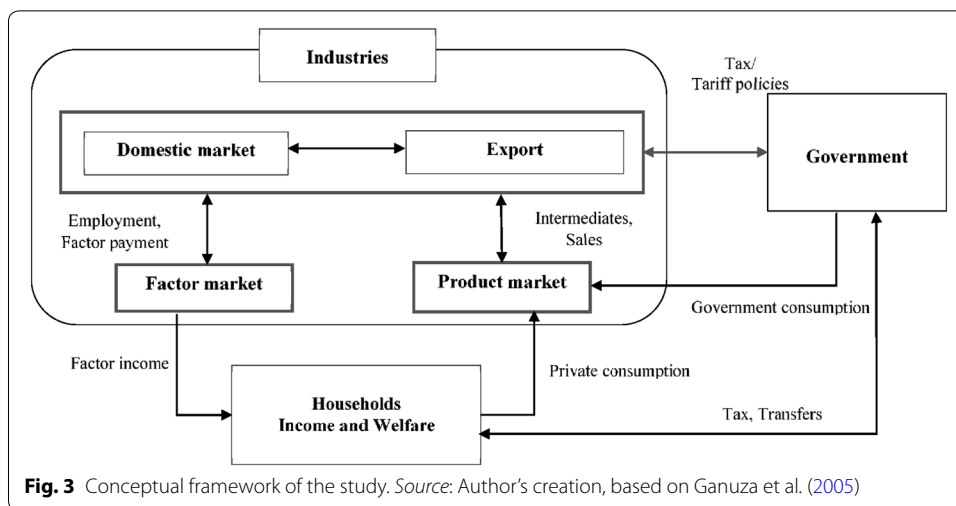 Industries
Tax/
Tariff policies
Domestic market
Export
Government
Employment,
Factor payment
Intermediates,
Sales
Factor market
Product market
Government consumption
Factor income
Private consumption
Households
Income and Welfare
Tax, Transfers
Fig. 3 Conceptual framework of the study. Source: Author's creation, based on Ganuza et al. (2005)